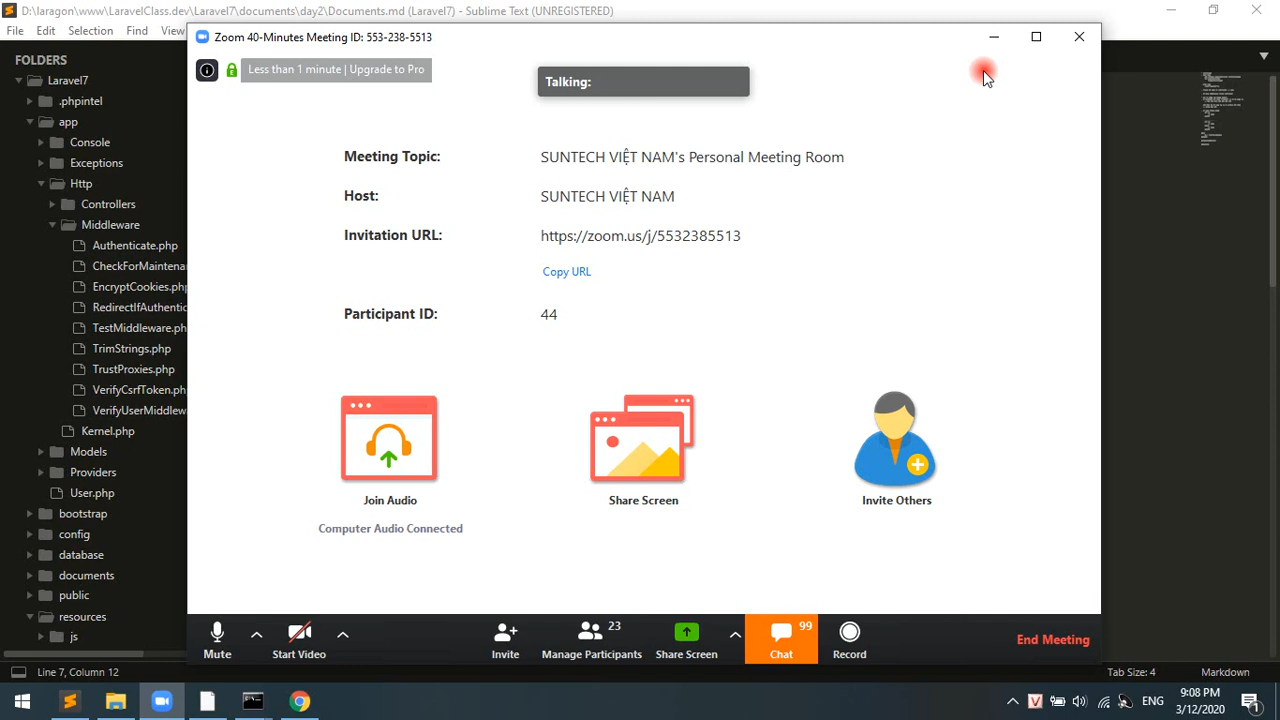 D:\laragon\www\LaravelClass.dev\Laravel7\documents\day2\Documents.md (Laravel7) - Sublime Text (UNREGISTERED)
File Edit Selection Find View
FOLDERS
Laravel7
.phpintel
app
Console
Exceptions
Http
Controllers
Middleware
Authenticate.php
CheckForMaintena
EncryptCookies.ph
RedirectIfAuthentic
TestMiddleware.ph
TrimStrings.php
TrustProxies.php
VerifyCsrfToken.ph
VerifyUserMiddlew
Kernel.php
Models
Providers
User.php
bootstrap
config
database
documents
public
resources
js
Line 7, Column 12
Tab Size: 4
Markdown
Zoom 40-Minutes Meeting ID: 553-238-5513
Less than 1 minute | Upgrade to Pro
Talking:
Meeting Topic: SUNTECH VIỆT NAM's Personal Meeting Room
Host: SUNTECH VIỆT NAM
Invitation URL: https://zoom.us/j/5532385513
Copy URL
Participant ID: 44
Join Audio
Computer Audio Connected
Share Screen
Invite Others
Mute
Start Video
Invite
23
Manage Participants
Share Screen
99
Chat
Record
End Meeting
V
ENG
9:08 PM
3/12/2020
1